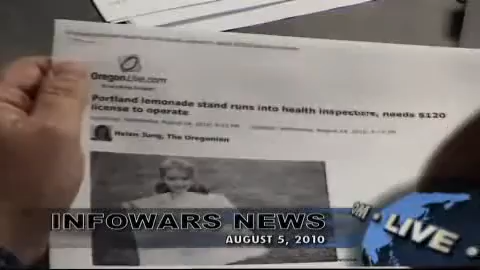 OregonLive.com
Portland lemonade stand runs into health inspectors, needs $120
license to operate
Helen Jung, The Oregonian
INFOWARS NEWS
AUGUST 5, 2010
LIVE